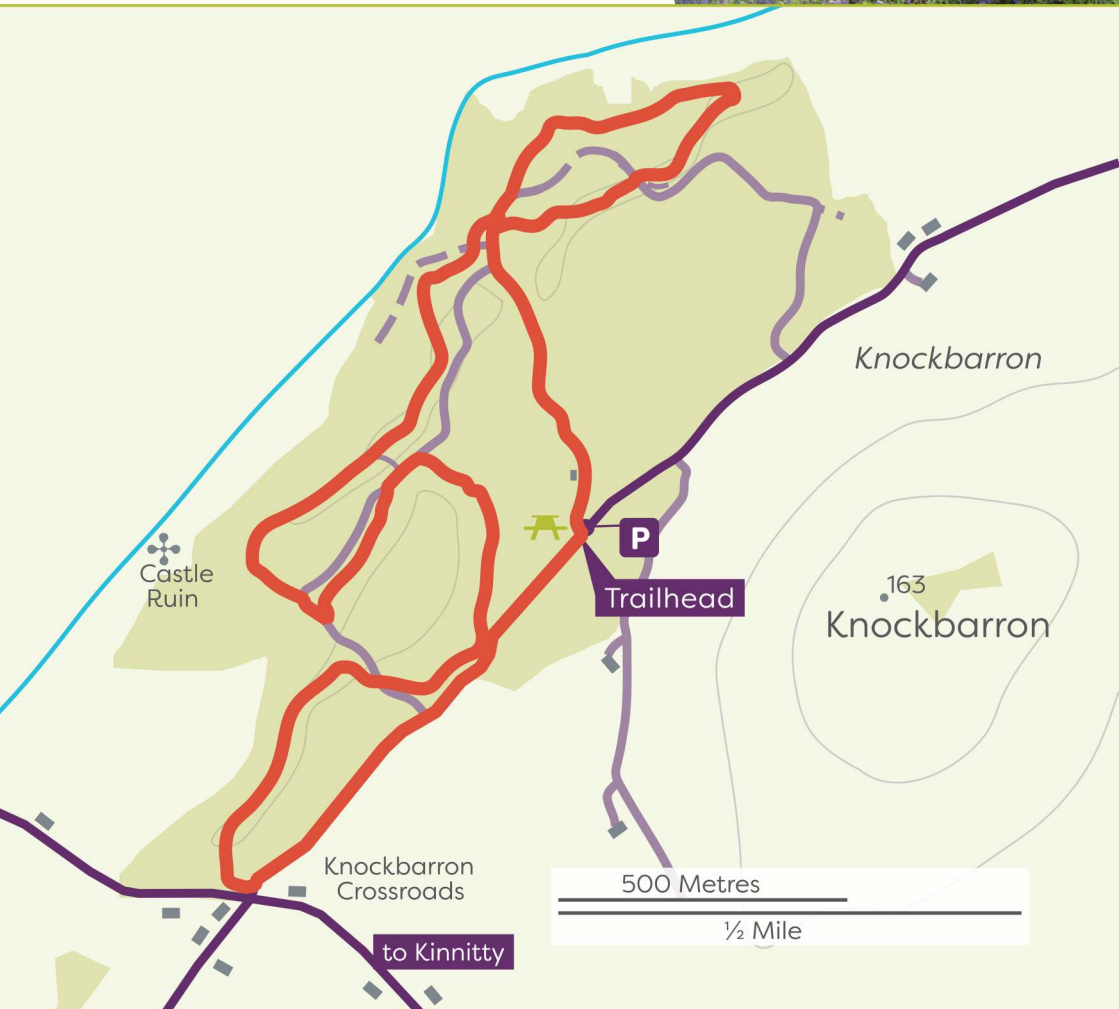 Knockbarron
P
Castle
Ruin
Trailhead
163
Knockbarron
Knockbarron
Crossroads
500 Metres
½ Mile
to Kinnitty